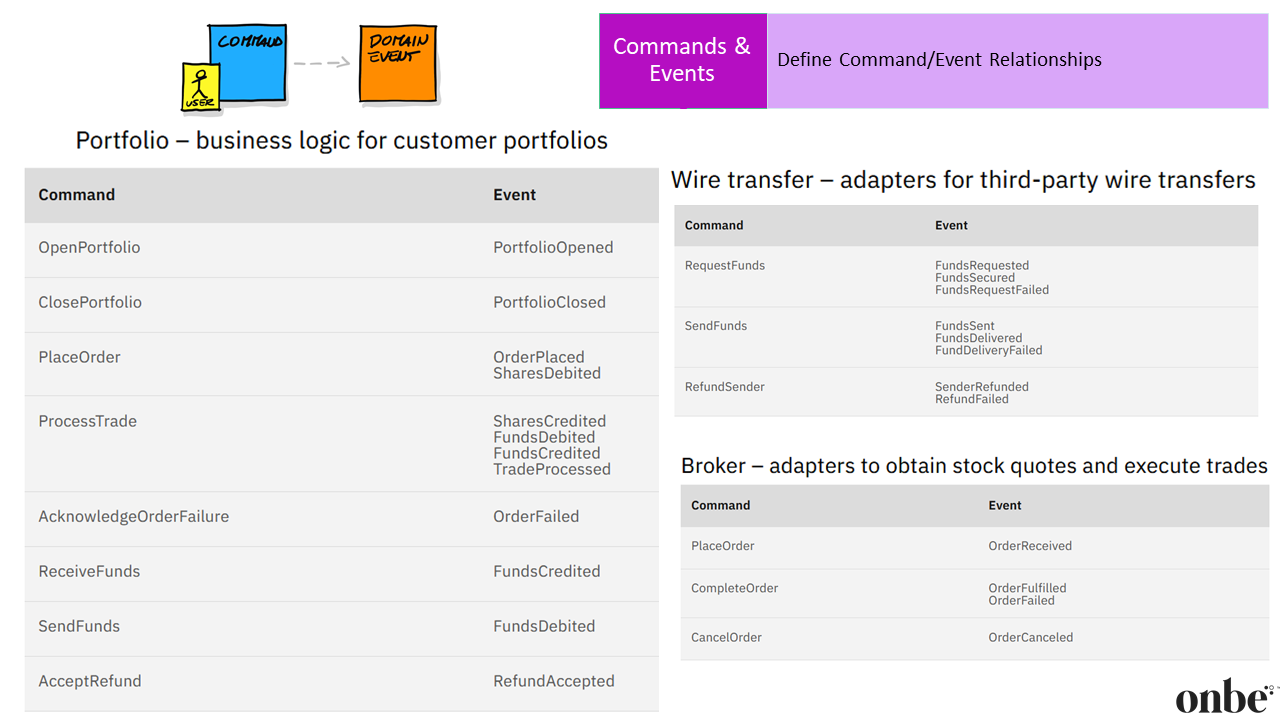 COMMAND
USER
DOMAIN
EVENT
Commands &
Events
Define Command/Event Relationships
Portfolio – business logic for customer portfolios
Command Event
OpenPortfolio PortfolioOpened
ClosePortfolio PortfolioClosed
PlaceOrder OrderPlaced
SharesDebited
ProcessTrade SharesCredited
FundsDebited
FundsCredited
TradeProcessed
AcknowledgeOrderFailure OrderFailed
ReceiveFunds FundsCredited
SendFunds FundsDebited
AcceptRefund RefundAccepted
Wire transfer – adapters for third-party wire transfers
Command Event
RequestFunds FundsRequested
FundsSecured
FundsRequestFailed
SendFunds FundsSent
FundsDelivered
FundDeliveryFailed
RefundSender SenderRefunded
RefundFailed
Broker – adapters to obtain stock quotes and execute trades
Command Event
PlaceOrder OrderReceived
CompleteOrder OrderFulfilled
OrderFailed
CancelOrder OrderCanceled
onbe